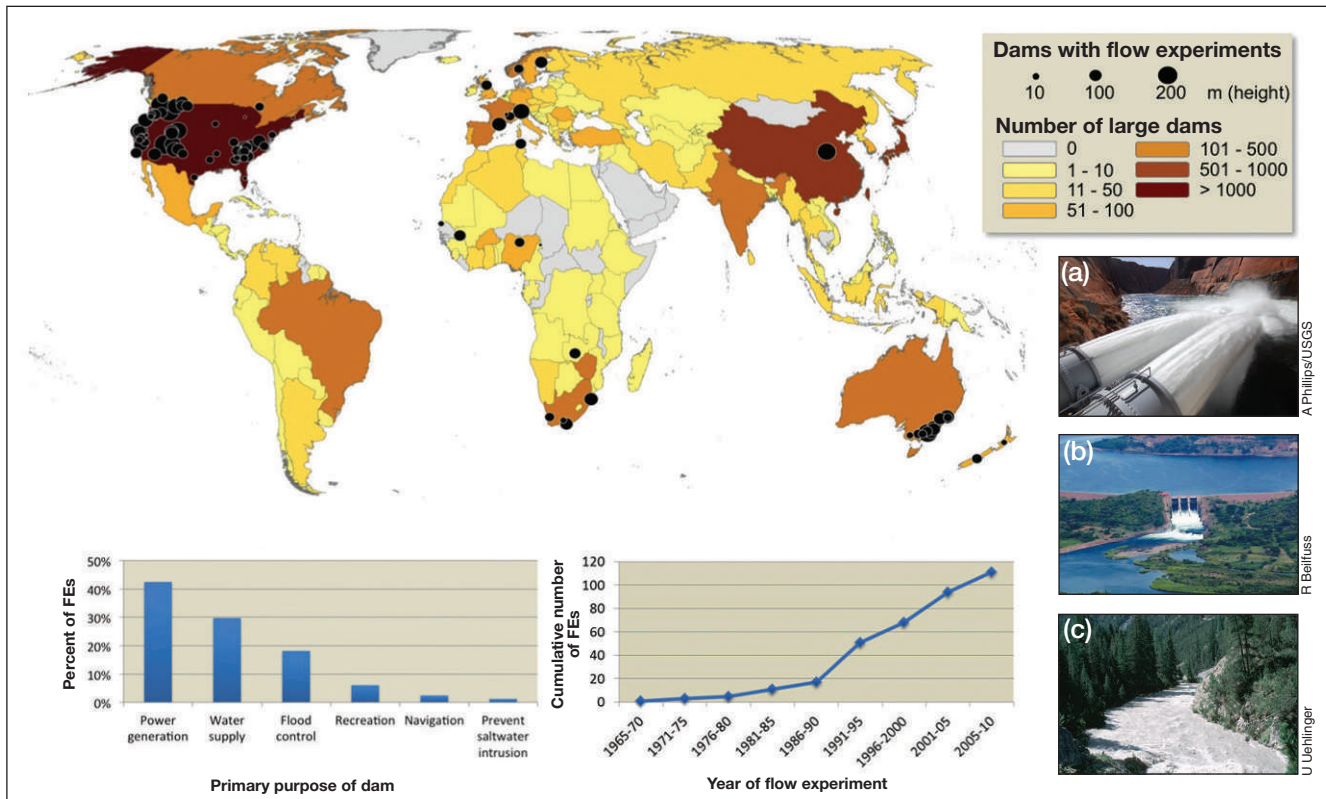 Dams with flow experiments
10 100 200 m (height)
Number of large dams
0
1 - 10
11 - 50
51 - 100
101 - 500
501 - 1000
> 1000
(a)
A Phillips/USGS
(b)
R Beilfuss
(c)
U Uehlinger
Percent of FEs
50%
40%
30%
20%
10%
0%
Power
generation
Water
supply
Flood
control
Recreation
Navigation
Prevent
saltwater
intrusion
Primary purpose of dam
Cumulative number
of FEs
120
100
80
60
40
20
0
1965-70
1971-75
1976-80
1981-85
1986-90
1991-95
1996-2000
2001-05
2005-10
Year of flow experiment